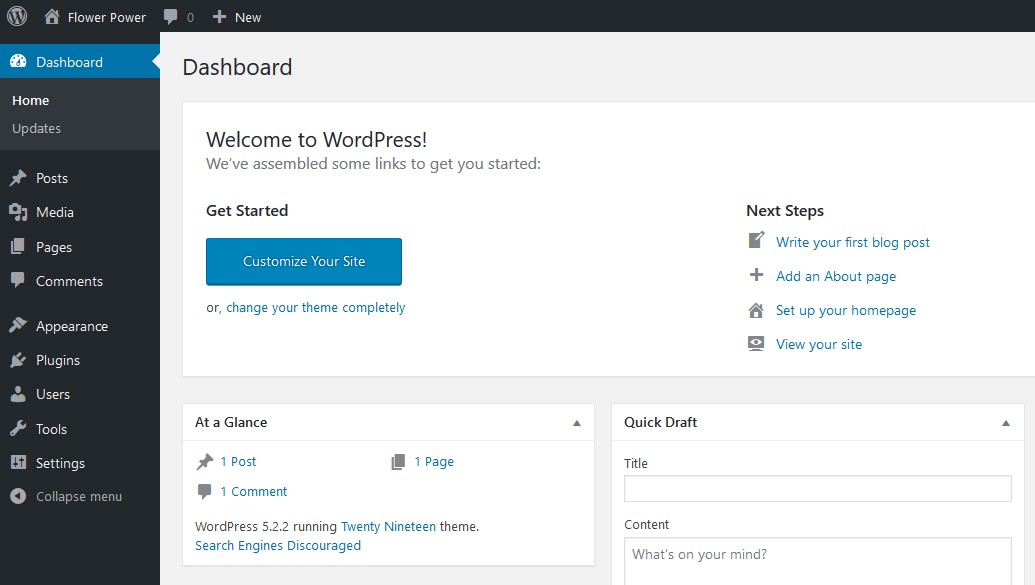 Flower Power 0 New
Dashboard
Home
Updates
Posts
Media
Pages
Comments
Appearance
Plugins
Users
Tools
Settings
Collapse menu
Dashboard
Welcome to WordPress!
We've assembled some links to get you started:
Get Started
Customize Your Site
or, change your theme completely
Next Steps
Write your first blog post
Add an About page
Set up your homepage
View your site
At a Glance
1 Post
1 Page
1 Comment
WordPress 5.2.2 running Twenty Nineteen theme.
Search Engines Discouraged
Quick Draft
Title
Content
What's on your mind?